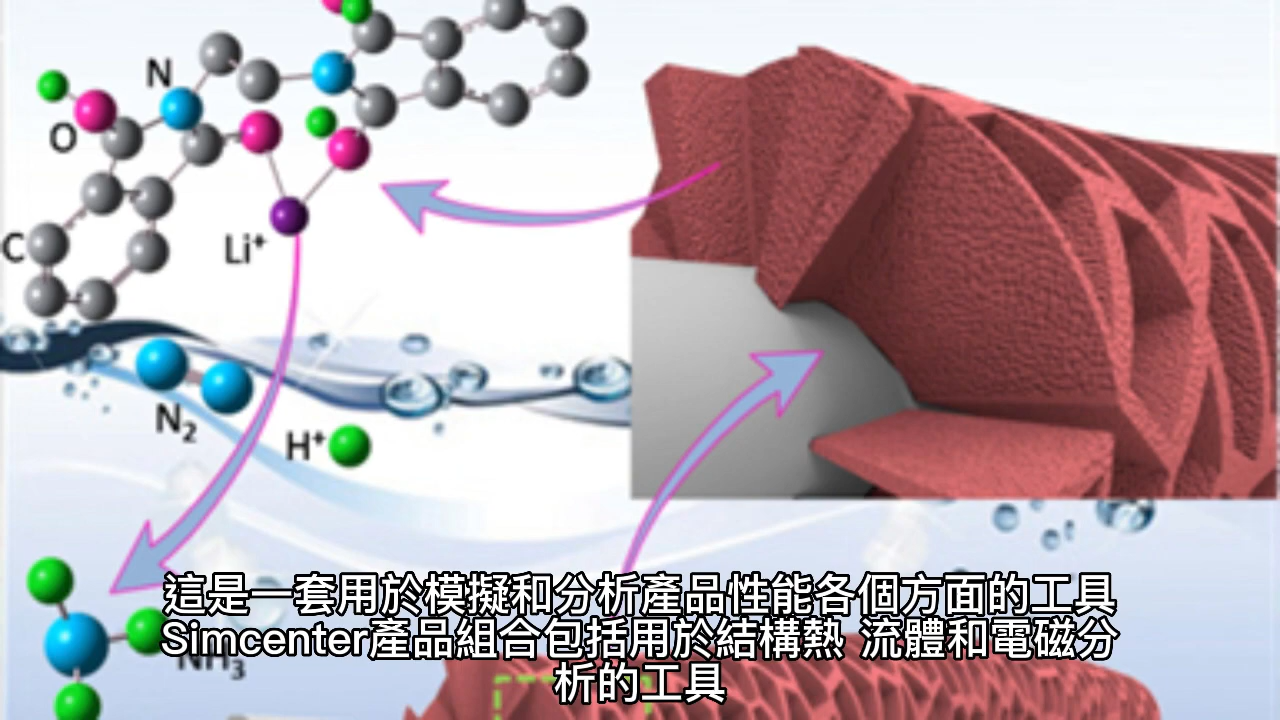 N
O
C
Li⁺
N₂
H⁺
NH₃
這是一套用於模擬和分析產品性能各個方面的工具
Simcenter產品組合包括用於結構熱 流體和電磁分
析的工具